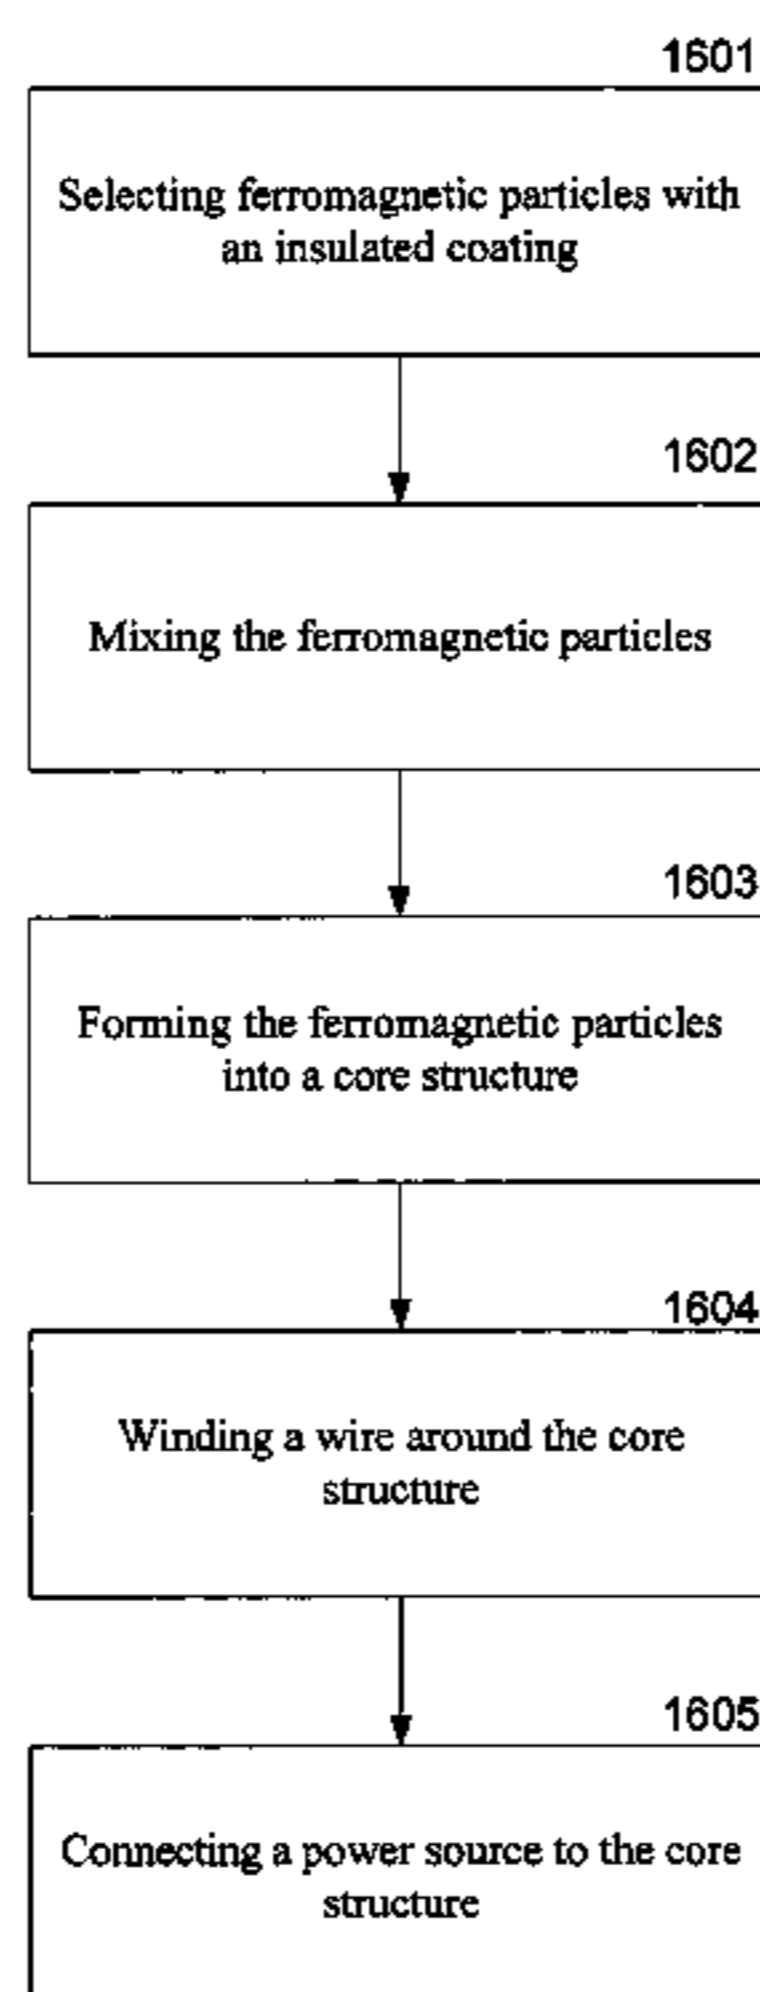 1601
Selecting ferromagnetic particles with
an insulated coating
1602
Mixing the ferromagnetic particles
1603
Forming the ferromagnetic particles
into a core structure
1604
Winding a wire around the core
structure
1605
Connecting a power source to the core
structure